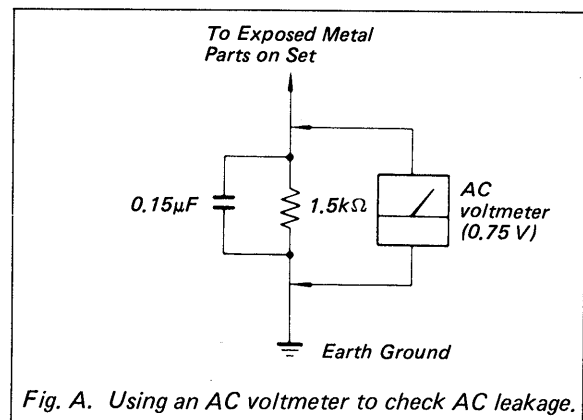 To Exposed Metal
Parts on Set
0.15µF
1.5kΩ
AC
voltmeter
(0.75 V)
Earth Ground
Fig. A. Using an AC voltmeter to check AC leakage.